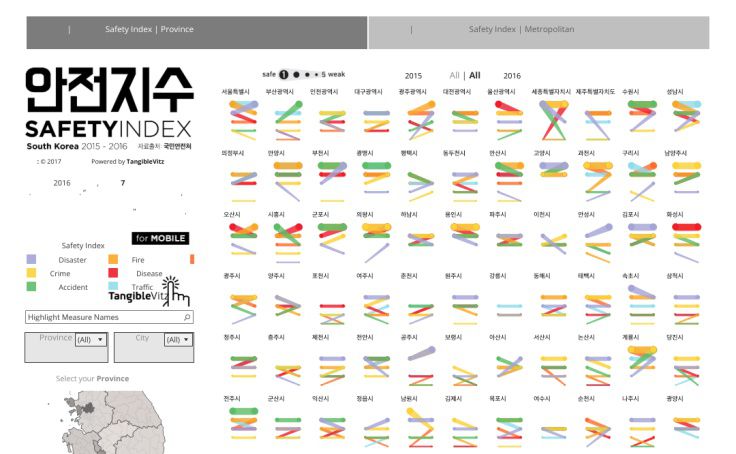 | Safety Index | Province
| Safety Index | Metropolitan
안전지수
SAFETYINDEX
South Korea 2015 - 2016 자료출처: 국민안전처
: © 2017 Powered by TangibleVitz
2016 7
for MOBILE
Safety Index
Disaster Fire
Crime Disease
Accident Traffic
TangibleVitz
Highlight Measure Names
Province (All) City (All)
Select your Province
safe 1 5 weak 2015 All | All 2016
서울특별시 부산광역시 인천광역시 대구광역시 광주광역시 대전광역시 울산광역시 세종특별자치시 제주특별자치도 수원시 성남시
의정부시 안양시 부천시 광명시 평택시 동두천시 안산시 고양시 과천시 구리시 남양주시
오산시 시흥시 군포시 의왕시 하남시 용인시 파주시 이천시 안성시 김포시 화성시
광주시 양주시 포천시 여주시 춘천시 원주시 강릉시 동해시 태백시 속초시 삼척시
청주시 충주시 제천시 천안시 공주시 보령시 아산시 서산시 논산시 계룡시 당진시
전주시 군산시 익산시 정읍시 남원시 김제시 목포시 여수시 순천시 나주시 광양시